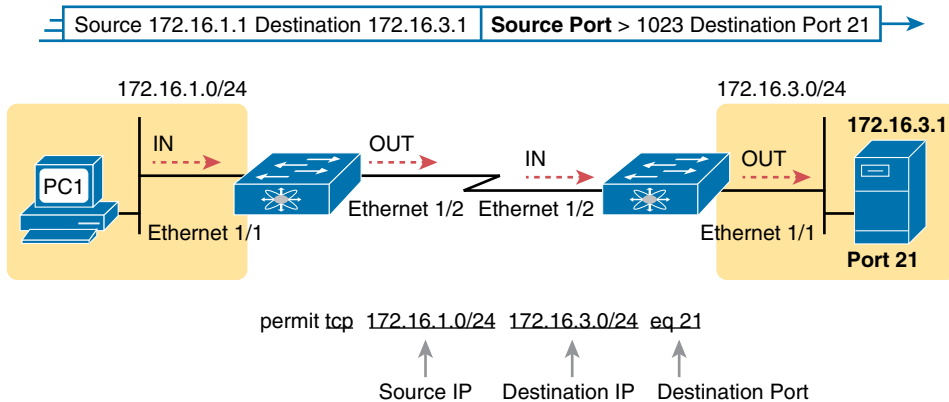 Source 172.16.1.1 Destination 172.16.3.1 Source Port > 1023 Destination Port 21
172.16.1.0/24
172.16.3.0/24
172.16.3.1
IN
OUT
IN
OUT
PC1
Ethernet 1/1
Ethernet 1/2
Ethernet 1/2
Ethernet 1/1
Port 21
permit tcp 172.16.1.0/24 172.16.3.0/24 eq 21
Source IP
Destination IP
Destination Port